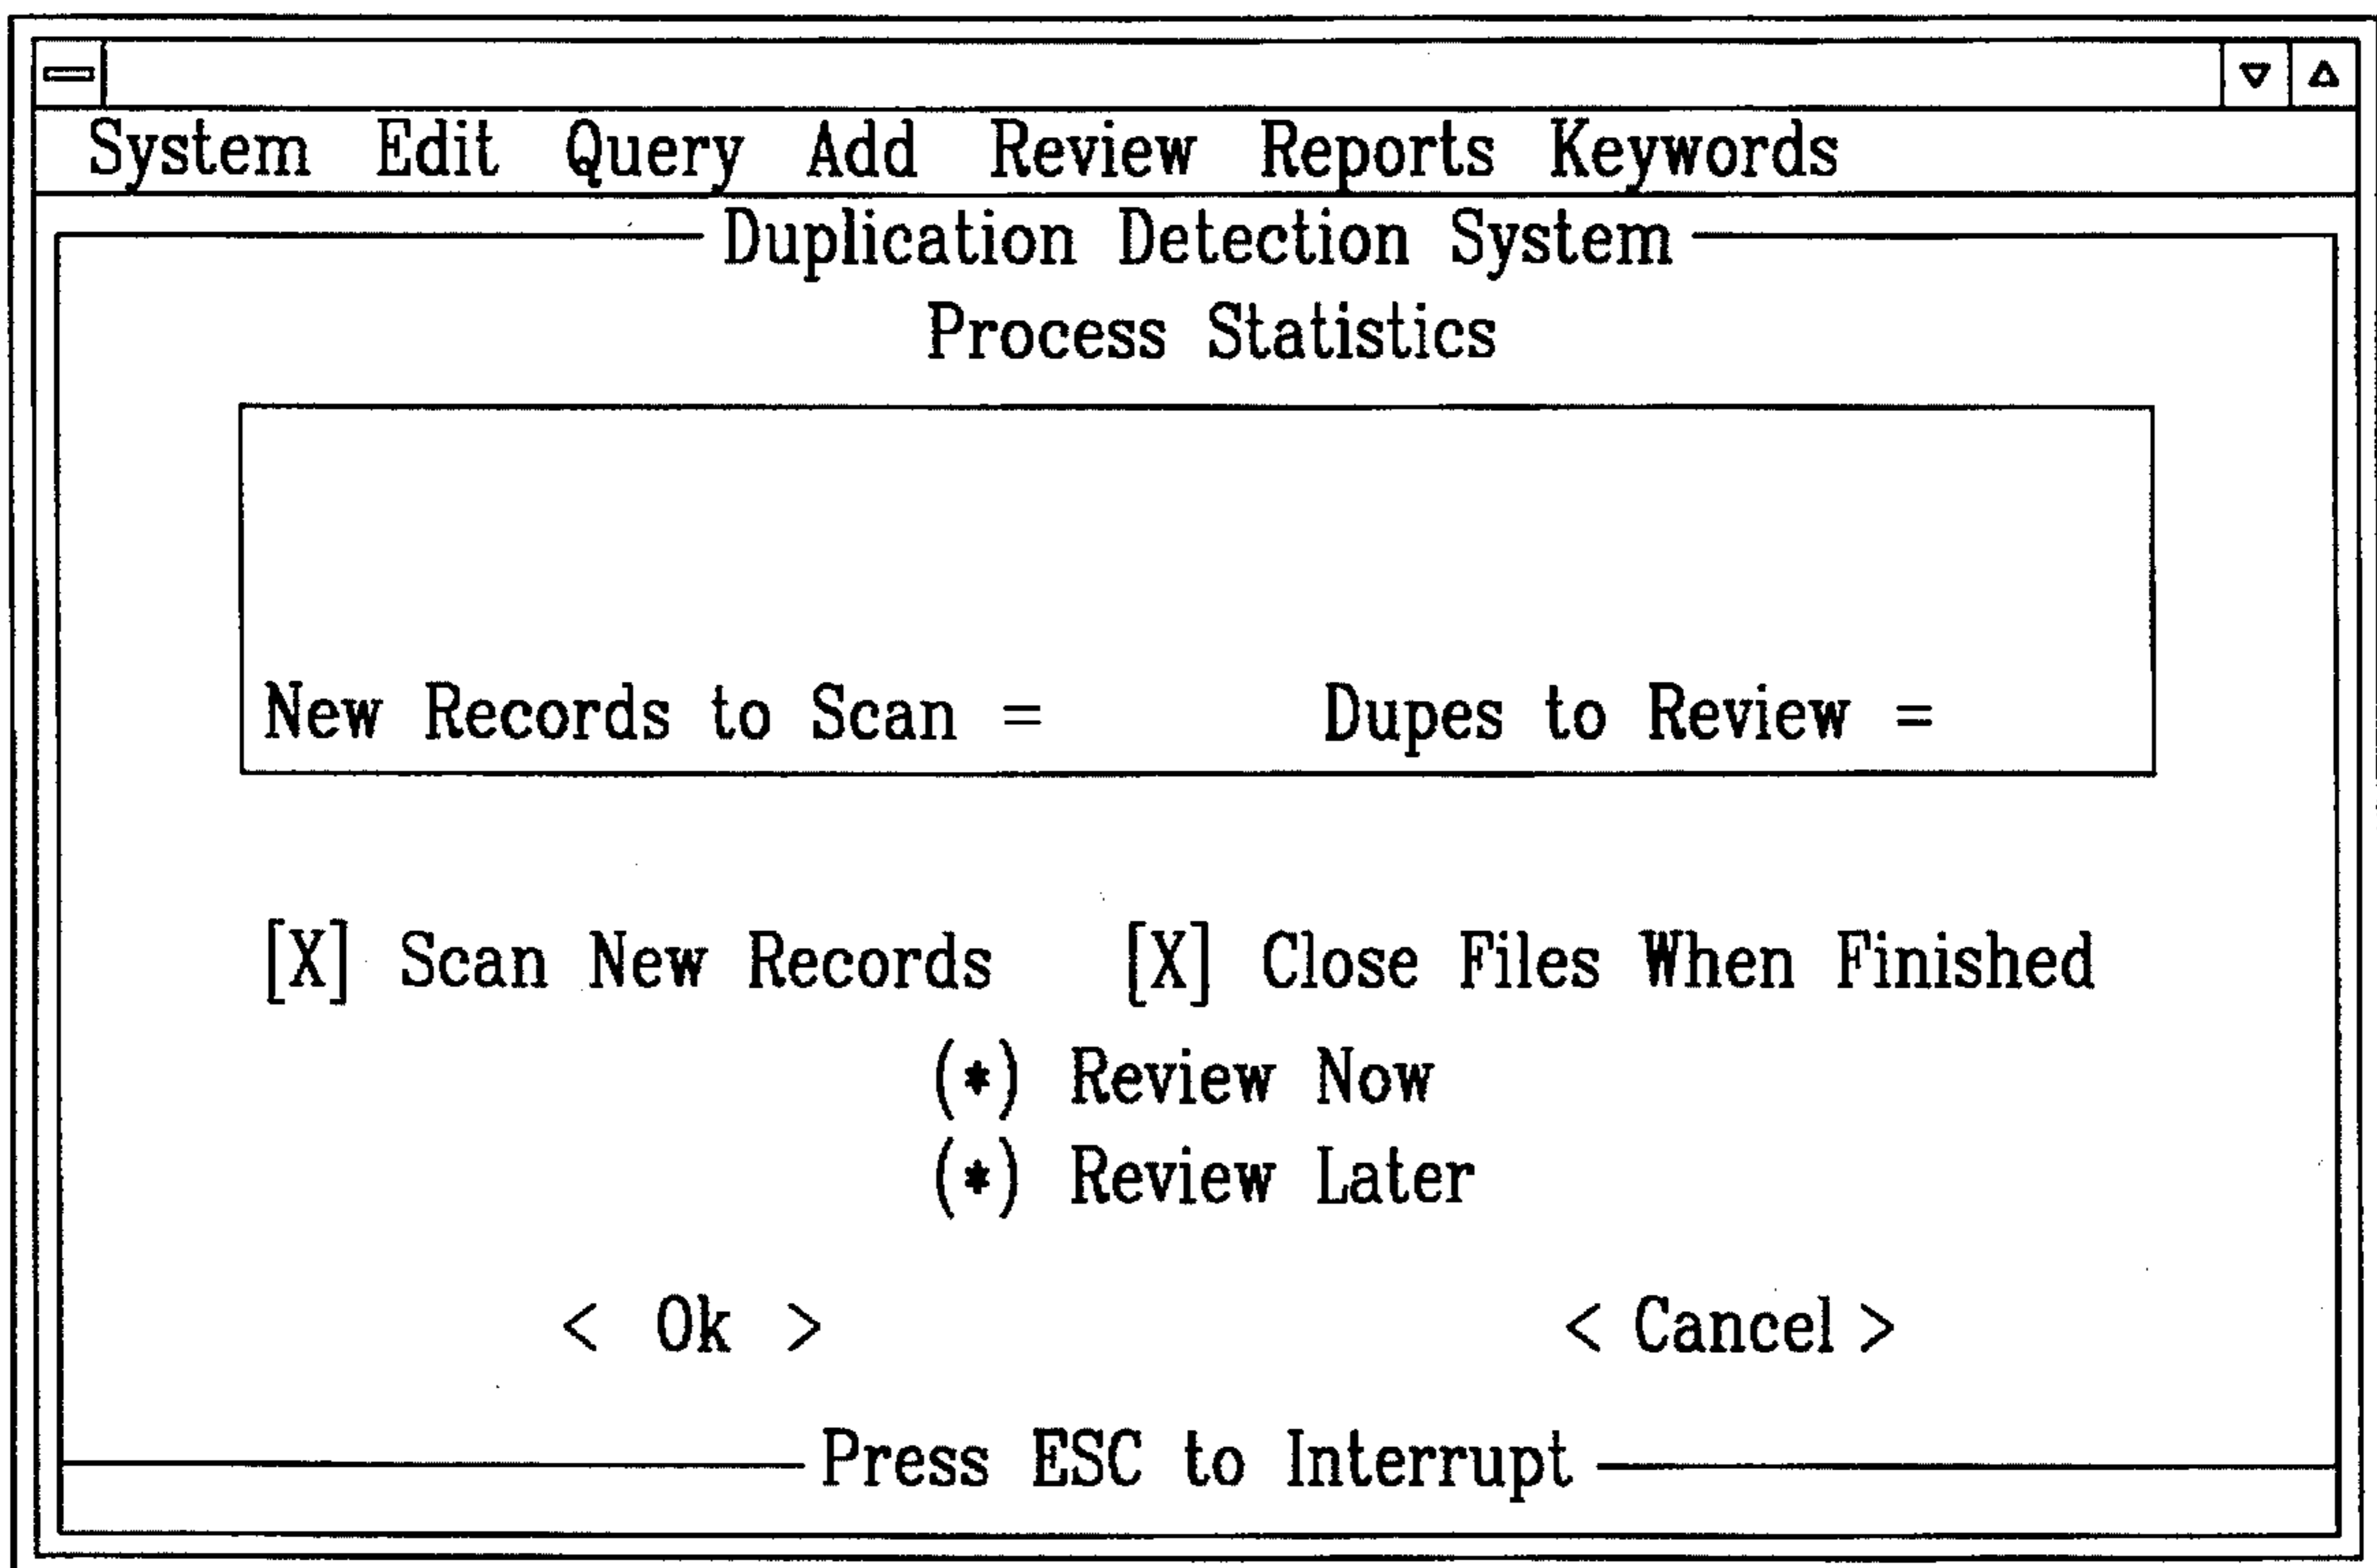 System Edit Query Add Review Reports Keywords
Duplication Detection System
Process Statistics
New Records to Scan = Dupes to Review =
[X] Scan New Records [X] Close Files When Finished
(*) Review Now
(*) Review Later
< Ok > < Cancel >
Press ESC to Interrupt